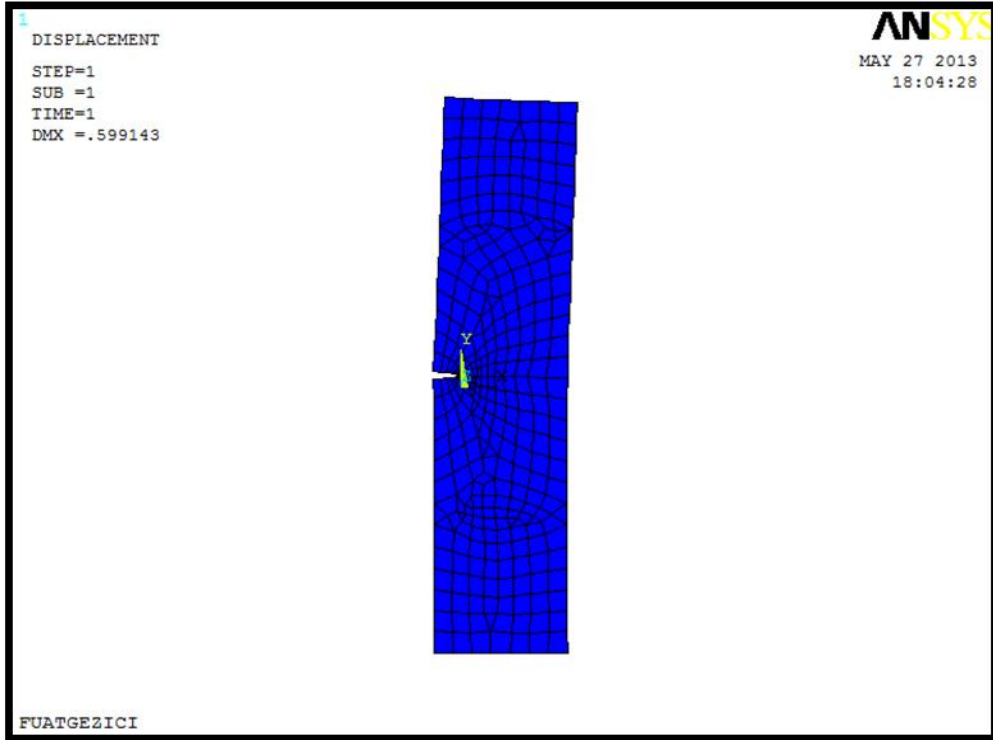 1
DISPLACEMENT
STEP=1
SUB =1
TIME=1
DMX =.599143
ANSYS
MAY 27 2013
18:04:28
Y
X
FUATGEZICI